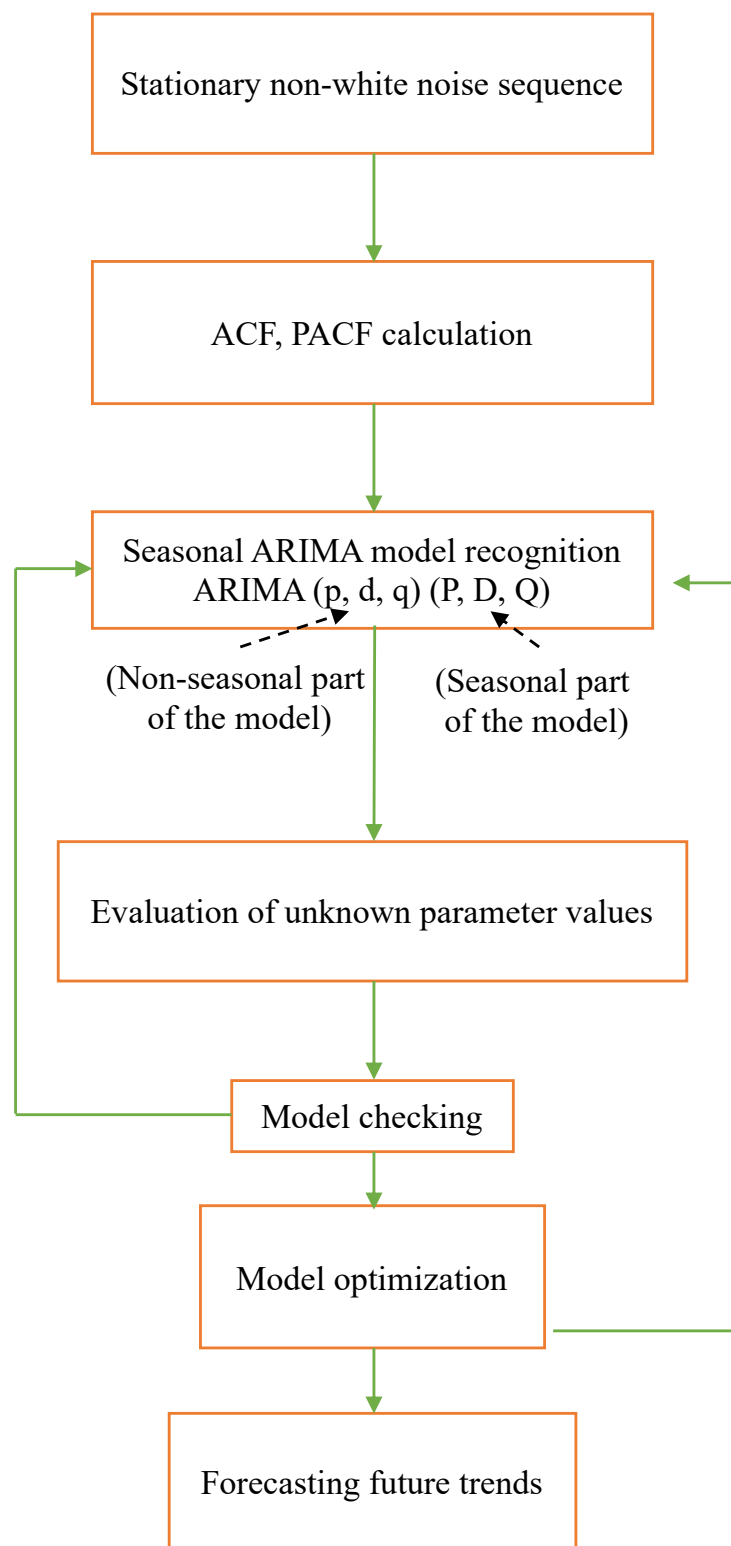 Stationary non-white noise sequence
ACF, PACF calculation
Seasonal ARIMA model recognition
ARIMA (p, d, q) (P, D, Q)
(Non-seasonal part
of the model)
(Seasonal part
of the model)
Evaluation of unknown parameter values
Model checking
Model optimization
Forecasting future trends